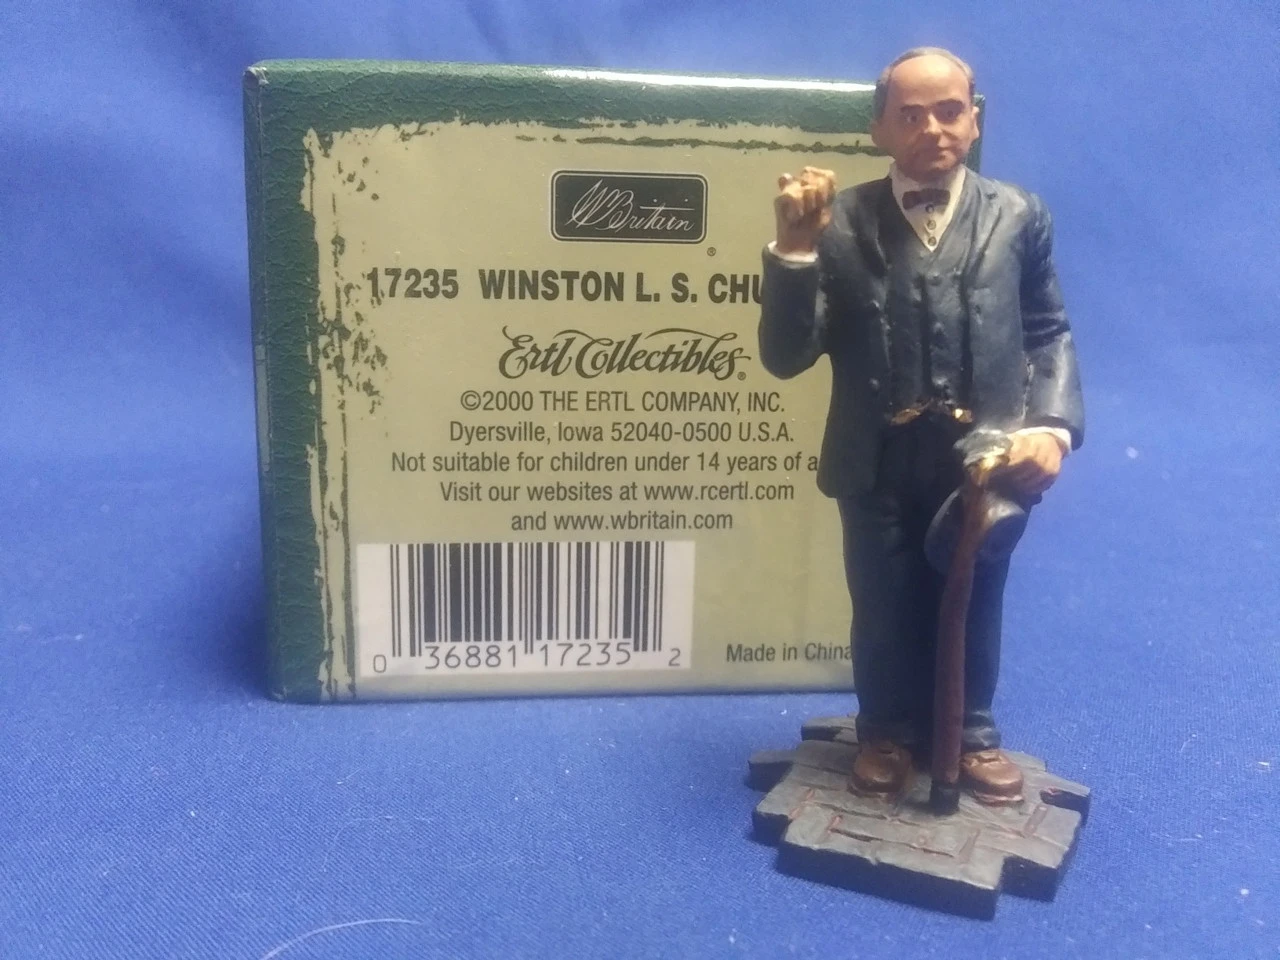 WBritain
®
17235 WINSTON L. S. CHU
Ertl Collectibles®
©2000 THE ERTL COMPANY, INC.
Dyersville, Iowa 52040-0500 U.S.A.
Not suitable for children under 14 years of a
Visit our websites at www.rcertl.com
and www.wbritain.com
0 36881 17235 2
Made in China